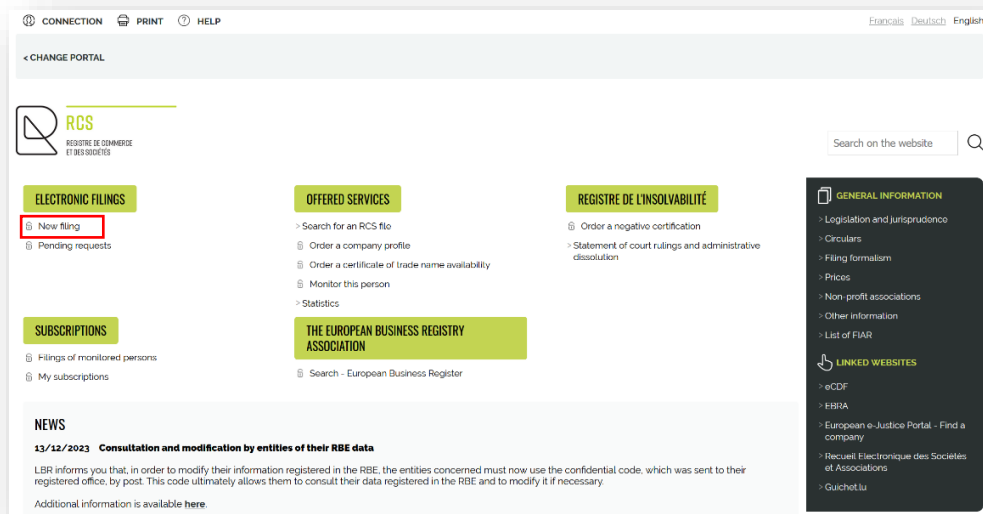 CONNECTION PRINT HELP
Français Deutsch English
< CHANGE PORTAL
RCS
REGISTRE DE COMMERCE
ET DES SOCIÉTÉS
Search on the website
ELECTRONIC FILINGS
New filing
Pending requests
OFFERED SERVICES
> Search for an RCS file
Order a company profile
Order a certificate of trade name availability
Monitor this person
> Statistics
REGISTRE DE L'INSOLVABILITÉ
Order a negative certification
> Statement of court rulings and administrative
dissolution
SUBSCRIPTIONS
Filings of monitored persons
My subscriptions
THE EUROPEAN BUSINESS REGISTRY
ASSOCIATION
Search - European Business Register
GENERAL INFORMATION
> Legislation and jurisprudence
> Circulars
> Filing formalism
> Prices
> Non-profit associations
> Other information
> List of FIAR
LINKED WEBSITES
> eCDF
> EBRA
> European e-Justice Portal - Find a
company
> Recueil Electronique des Sociétés
et Associations
> Guichet.lu
NEWS
13/12/2023 Consultation and modification by entities of their RBE data
LBR informs you that, in order to modify their information registered in the RBE, the entities concerned must now use the confidential code, which was sent to their
registered office, by post. This code ultimately allows them to consult their data registered in the RBE and to modify it if necessary.
Additional information is available here.